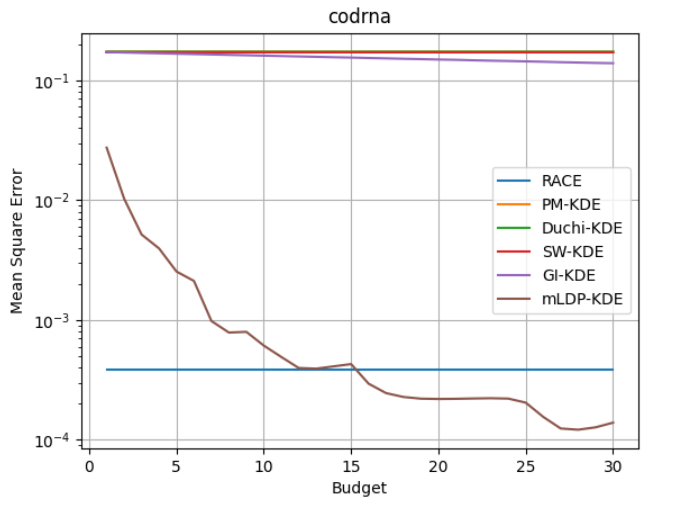 codrna
Mean Square Error
10⁻¹
10⁻²
10⁻³
10⁻⁴
RACE
PM-KDE
Duchi-KDE
SW-KDE
GI-KDE
mLDP-KDE
0 5 10 15 20 25 30
Budget